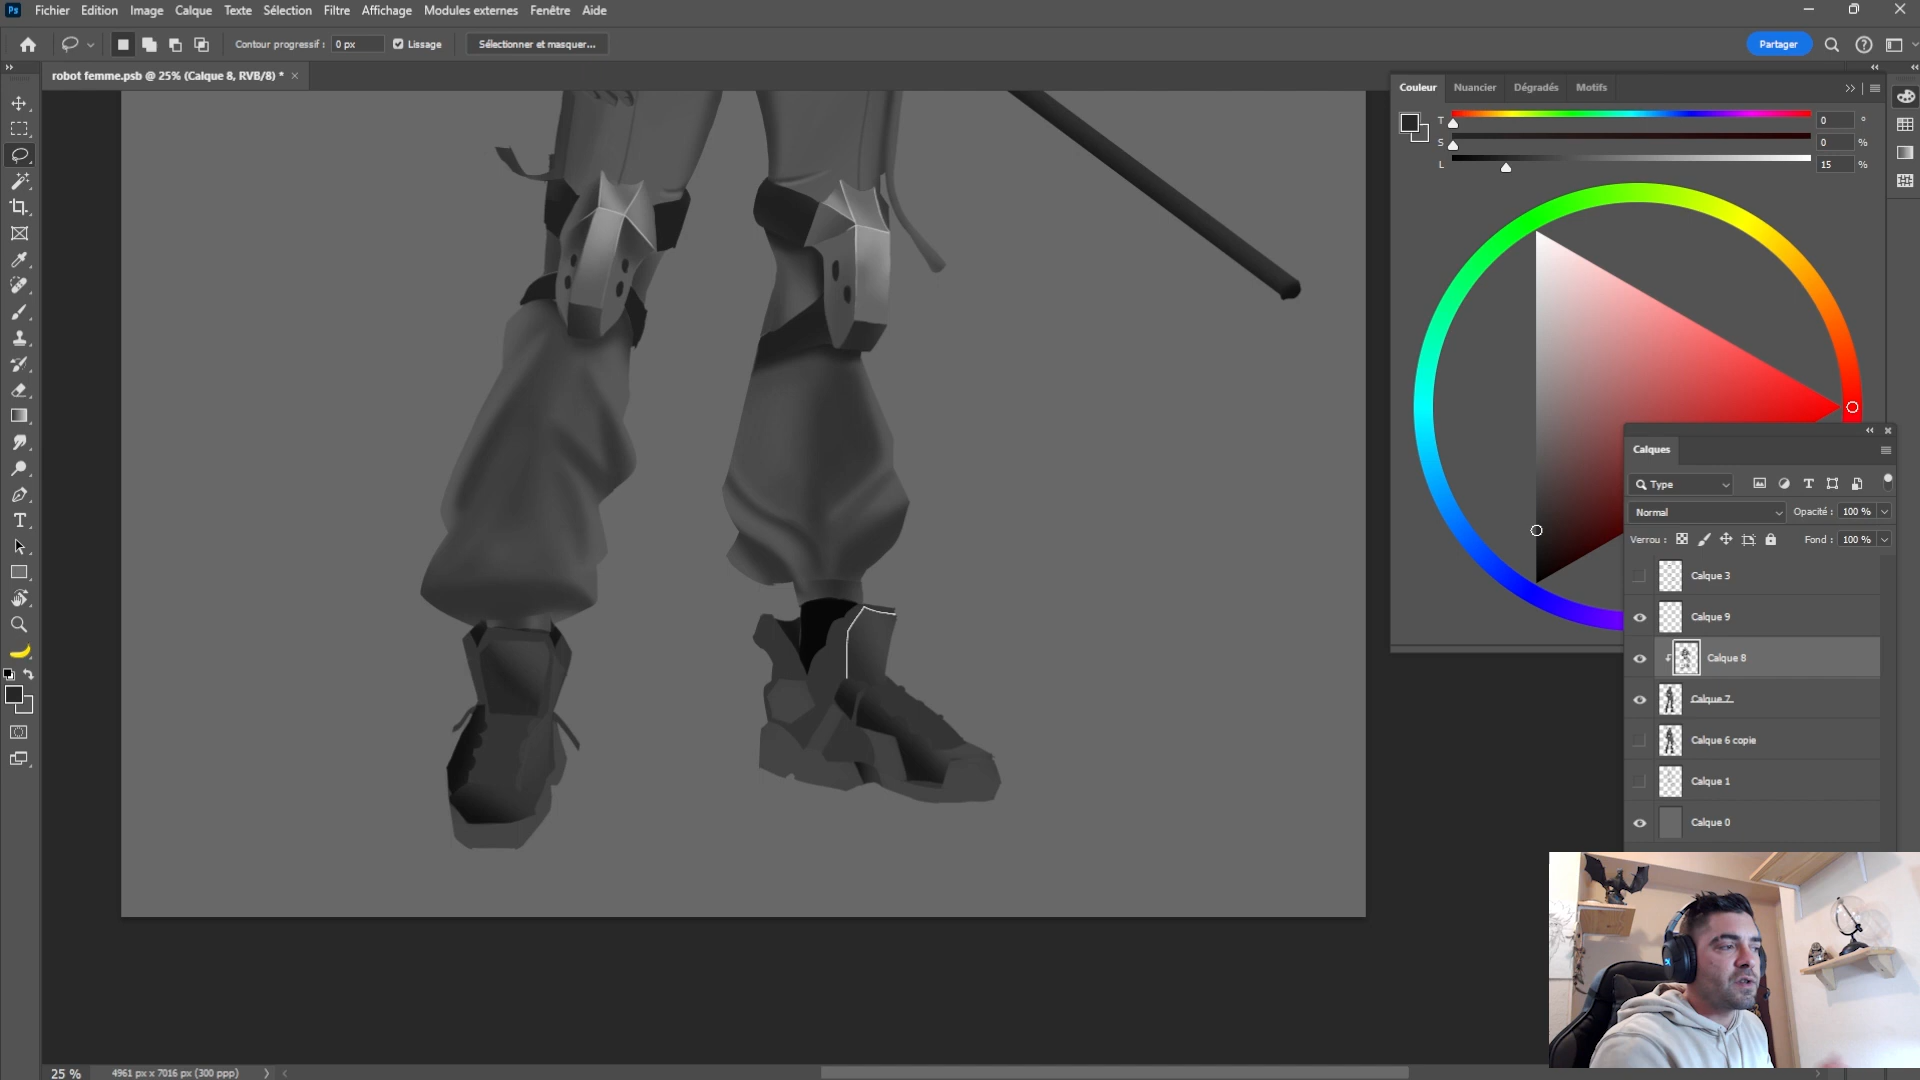 Ps Fichier Edition Image Calque Texte Sélection Filtre Affichage Modules externes Fenêtre Aide
Contour progressif : 0 px Lissage Sélectionner et masquer... Partager
robot femme.psb @ 25% (Calque 8, RVB/8) * ×
Couleur Nuancier Dégradés Motifs
T 0 °
S 0 %
L 15 %
Calques
Type
Normal Opacité : 100 %
Verrou : Fond : 100 %
Calque 3
Calque 9
Calque 8
Calque 7
Calque 6 copie
Calque 1
Calque 0
25 % 4961 px x 7016 px (300 ppp)